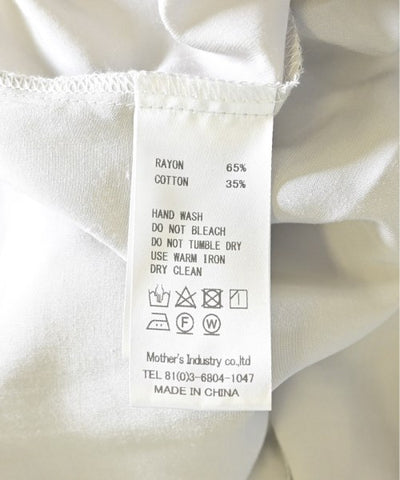 RAYON 65%
COTTON 35%
HAND WASH
DO NOT BLEACH
DO NOT TUMBLE DRY
USE WARM IRON
DRY CLEAN
F W
Mother's Industry co.,ltd
TEL 81(0)3-6804-1047
MADE IN CHINA